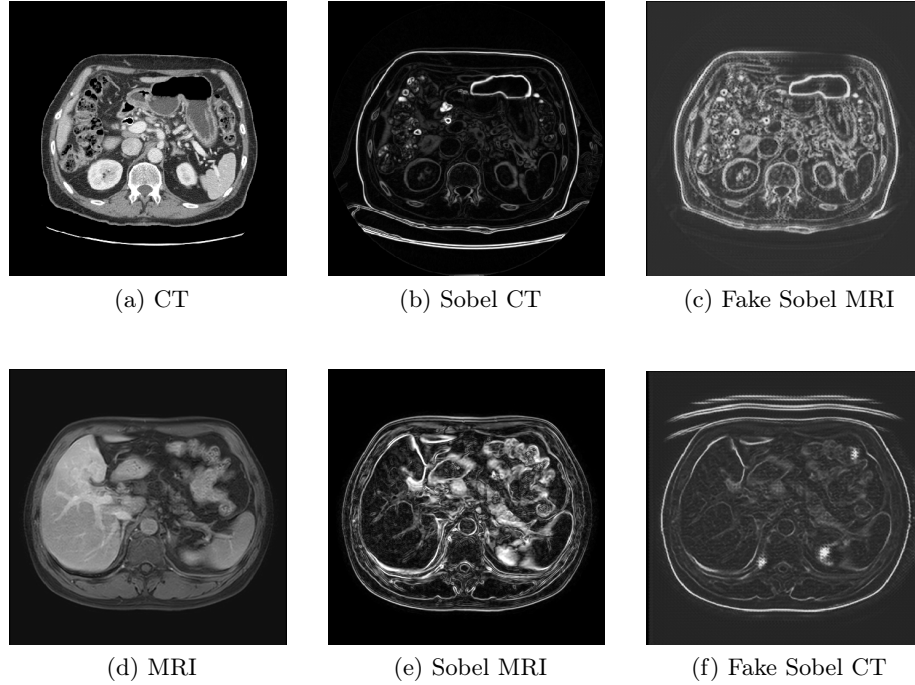 (a) CT
(b) Sobel CT
(c) Fake Sobel MRI
(d) MRI
(e) Sobel MRI
(f) Fake Sobel CT